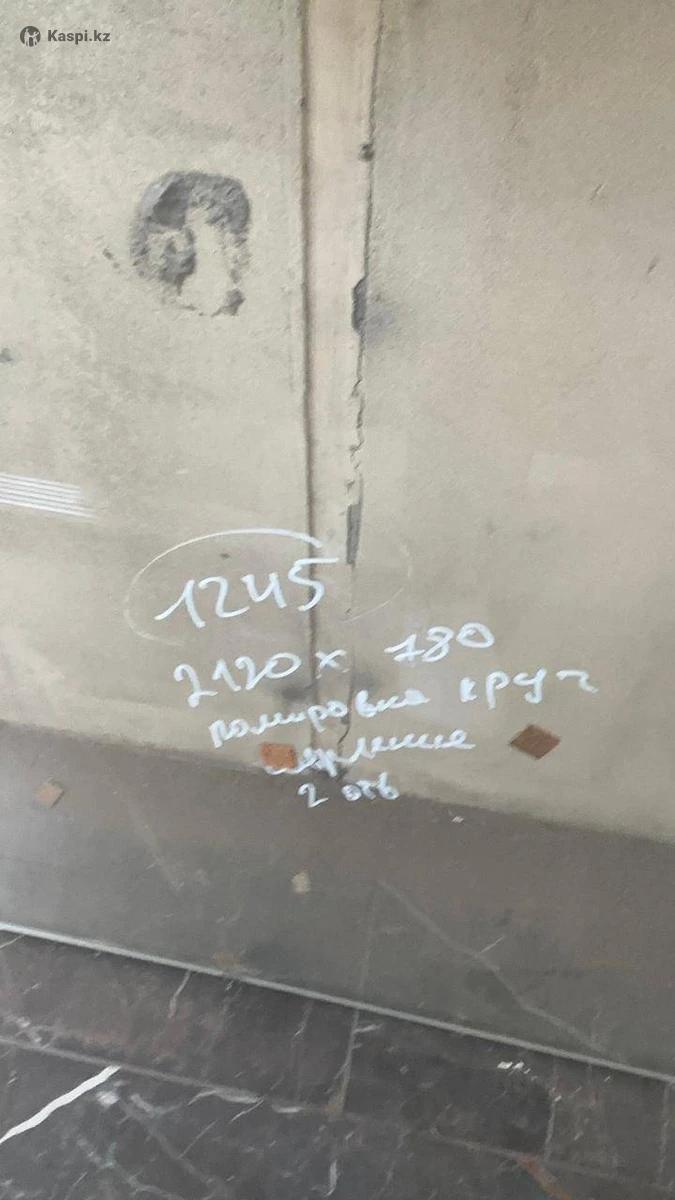 Kaspi.kz
1245
2120 x 780
полировка круг
2 отв